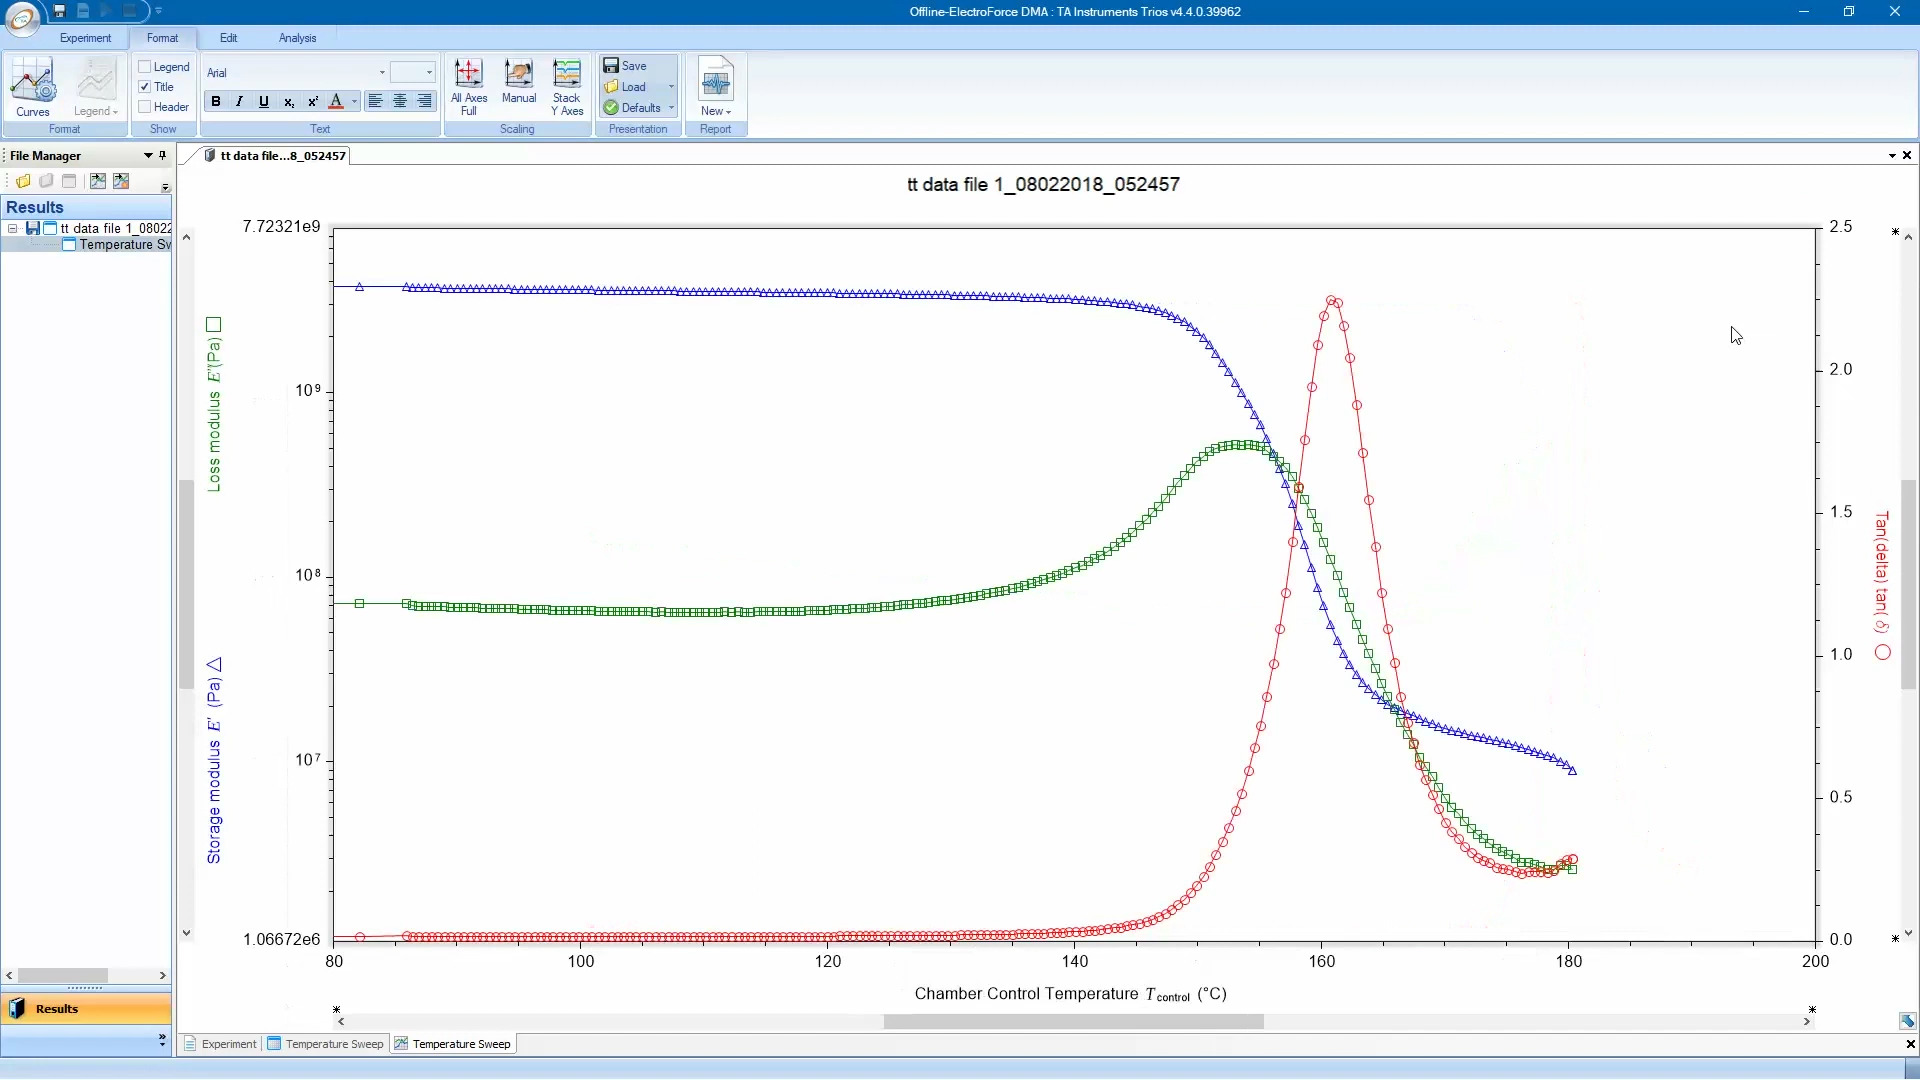 Offline-ElectroForce DMA : TA Instruments Trios v4.4.0.39962
Experiment
Format
Edit
Analysis
Curves
Legend
Format
Legend
Title
Header
Show
Arial
B I U x, x² A
Text
All Axes Full
Manual
Stack Y Axes
Scaling
Save
Load
Defaults
Presentation
New
Report
File Manager
Results
tt data file 1_08022
Temperature Sw
Results
tt data file...8_052457
tt data file 1_08022018_052457
7.72321e9
10⁹
10⁸
10⁷
1.06672e6
Loss modulus E''(Pa)
Storage modulus E' (Pa)
2.5
2.0
1.5
1.0
0.5
0.0
Tan(delta) tan(δ)
80 100 120 140 160 180 200
Chamber Control Temperature Tcontrol (°C)
Experiment
Temperature Sweep
Temperature Sweep